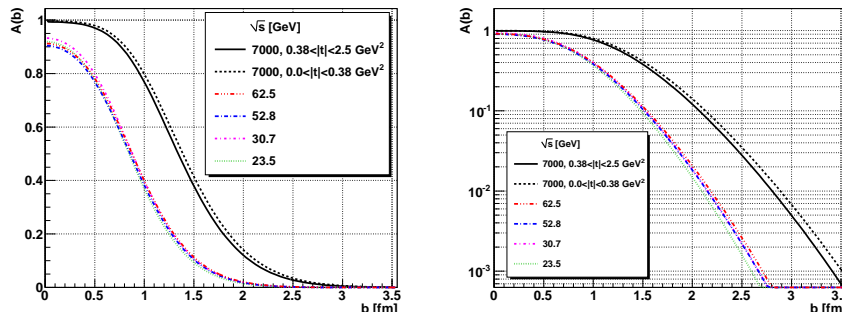 A(b)
1
0.8
0.6
0.4
0.2
0
0 0.5 1 1.5 2 2.5 3 3.5
b [fm]
√s [GeV]
7000, 0.38<|t|<2.5 GeV²
7000, 0.0<|t|<0.38 GeV²
62.5
52.8
30.7
23.5
A(b)
1
10⁻¹
10⁻²
10⁻³
0 0.5 1 1.5 2 2.5 3 3.5
b [fm]
√s [GeV]
7000, 0.38<|t|<2.5 GeV²
7000, 0.0<|t|<0.38 GeV²
62.5
52.8
30.7
23.5